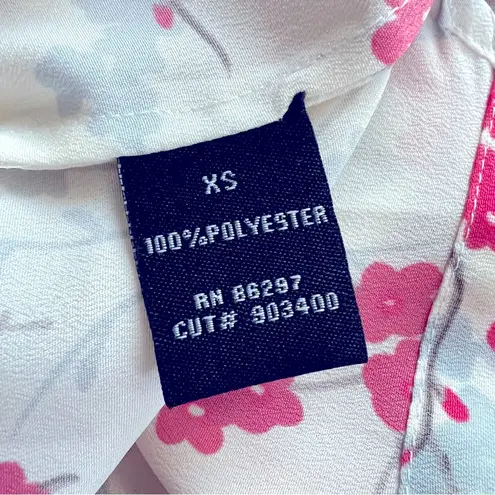 XS
100%POLYESTER
RN 86297
CUT# 903400